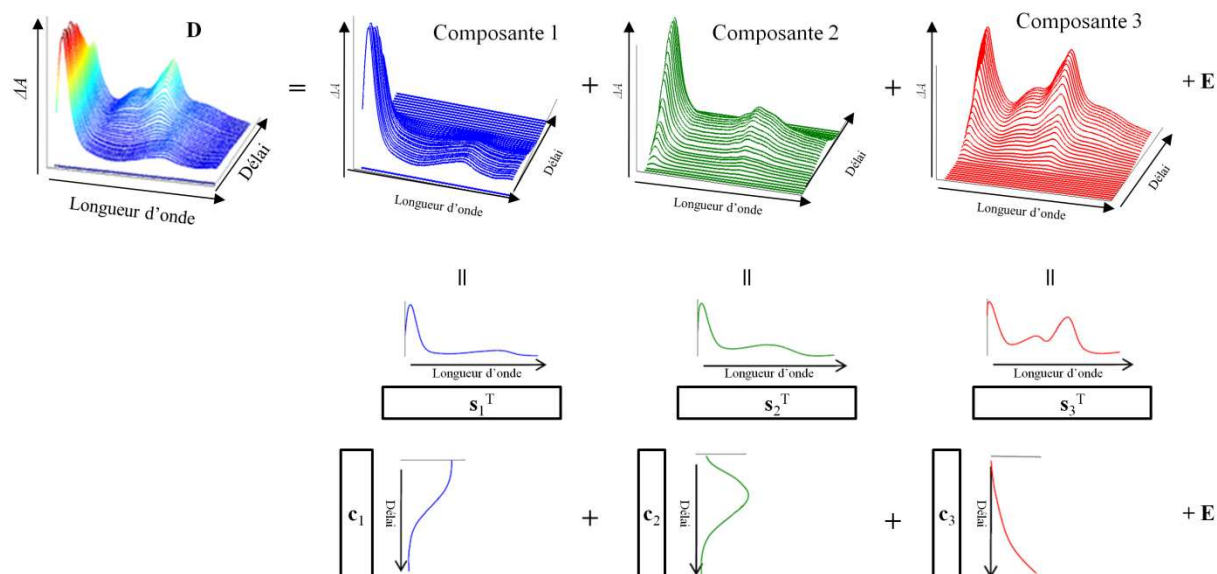 D
ΔA
Délai
Longueur d'onde
=
Composante 1
ΔA
Délai
Longueur d'onde
+
Composante 2
ΔA
Délai
Longueur d'onde
+
Composante 3
ΔA
Délai
Longueur d'onde
+ E
=
=
=
Longueur d'onde
Longueur d'onde
Longueur d'onde
s₁ᵀ
s₂ᵀ
s₃ᵀ
c₁
Délai
+
c₂
Délai
+
c₃
Délai
+ E